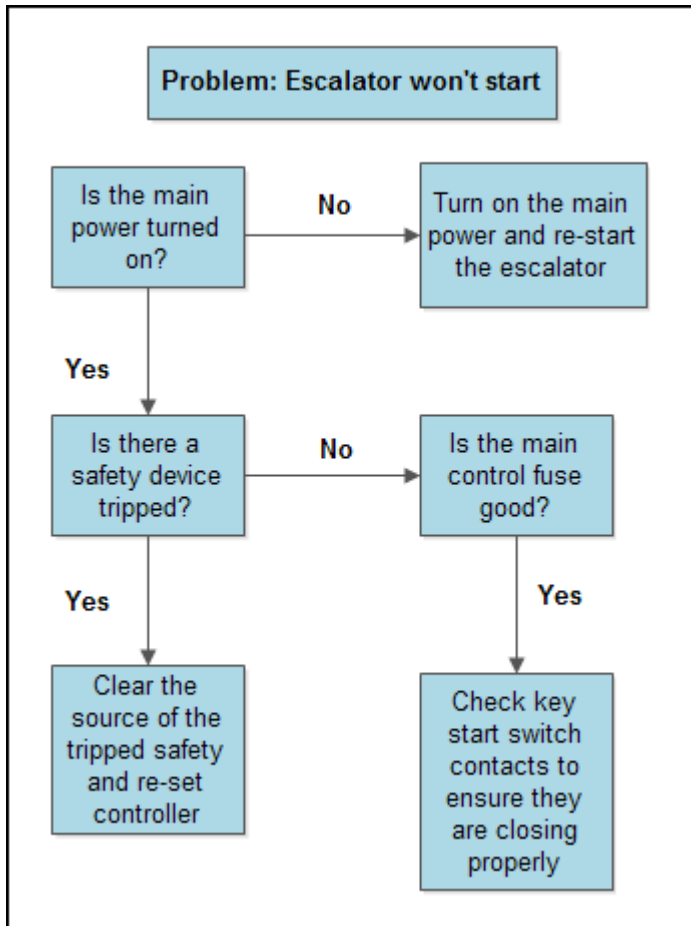 Problem: Escalator won't start
Is the main
power turned
on?
No
Turn on the main
power and re-start
the escalator
Yes
Is there a
safety device
tripped?
No
Is the main
control fuse
good?
Yes
Clear the
source of the
tripped safety
and re-set
controller
Yes
Check key
start switch
contacts to
ensure they
are closing
properly